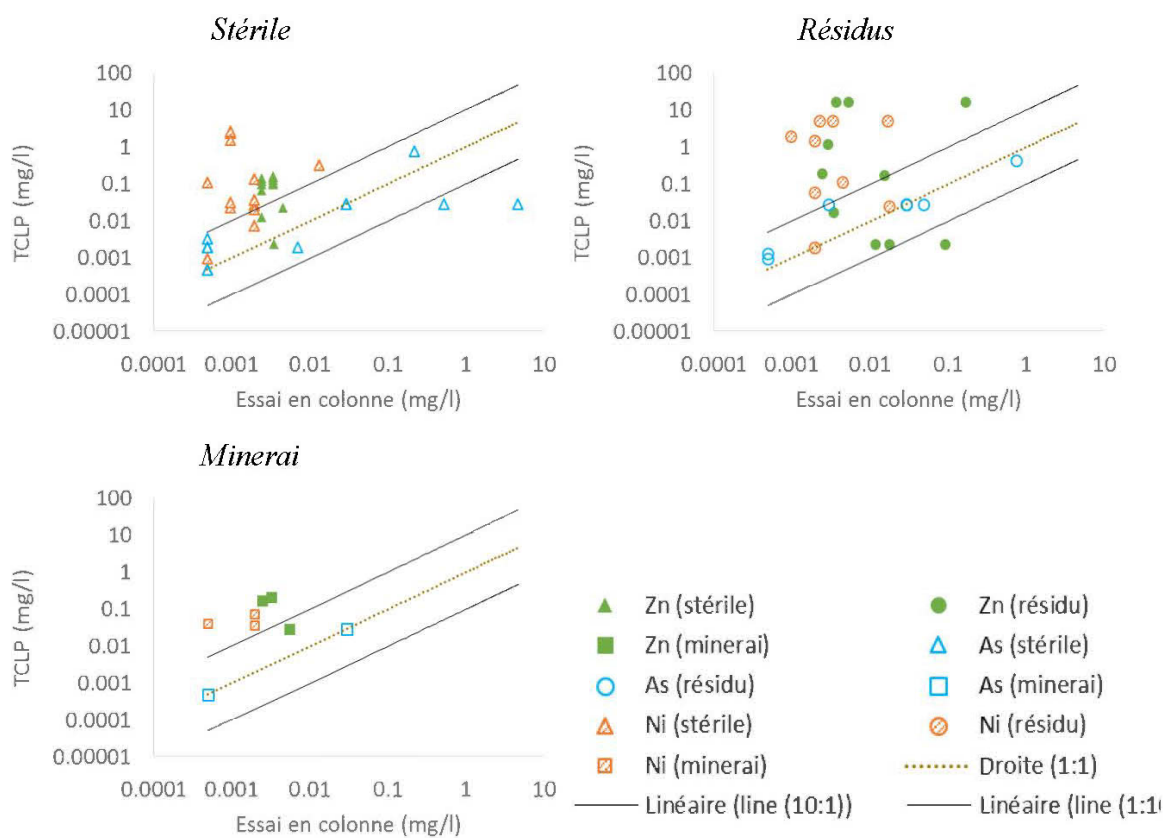 Stérile
Résidus
100
10
1
0.1
0.01
0.001
0.0001
0.00001
TCLP (mg/l)
0.0001 0.001 0.01 0.1 1 10
Essai en colonne (mg/l)
100
10
1
0.1
0.01
0.001
0.0001
0.00001
TCLP (mg/l)
0.0001 0.001 0.01 0.1 1 10
Essai en colonne (mg/l)
Minerai
100
10
1
0.1
0.01
0.001
0.0001
0.00001
TCLP (mg/l)
0.0001 0.001 0.01 0.1 1 10
Essai en colonne (mg/l)
Zn (stérile) Zn (résidu)
Zn (minerai) As (stérile)
As (résidu) As (minerai)
Ni (stérile) Ni (résidu)
Ni (minerai) Droite (1:1)
Linéaire (line (10:1)) Linéaire (line (1:1